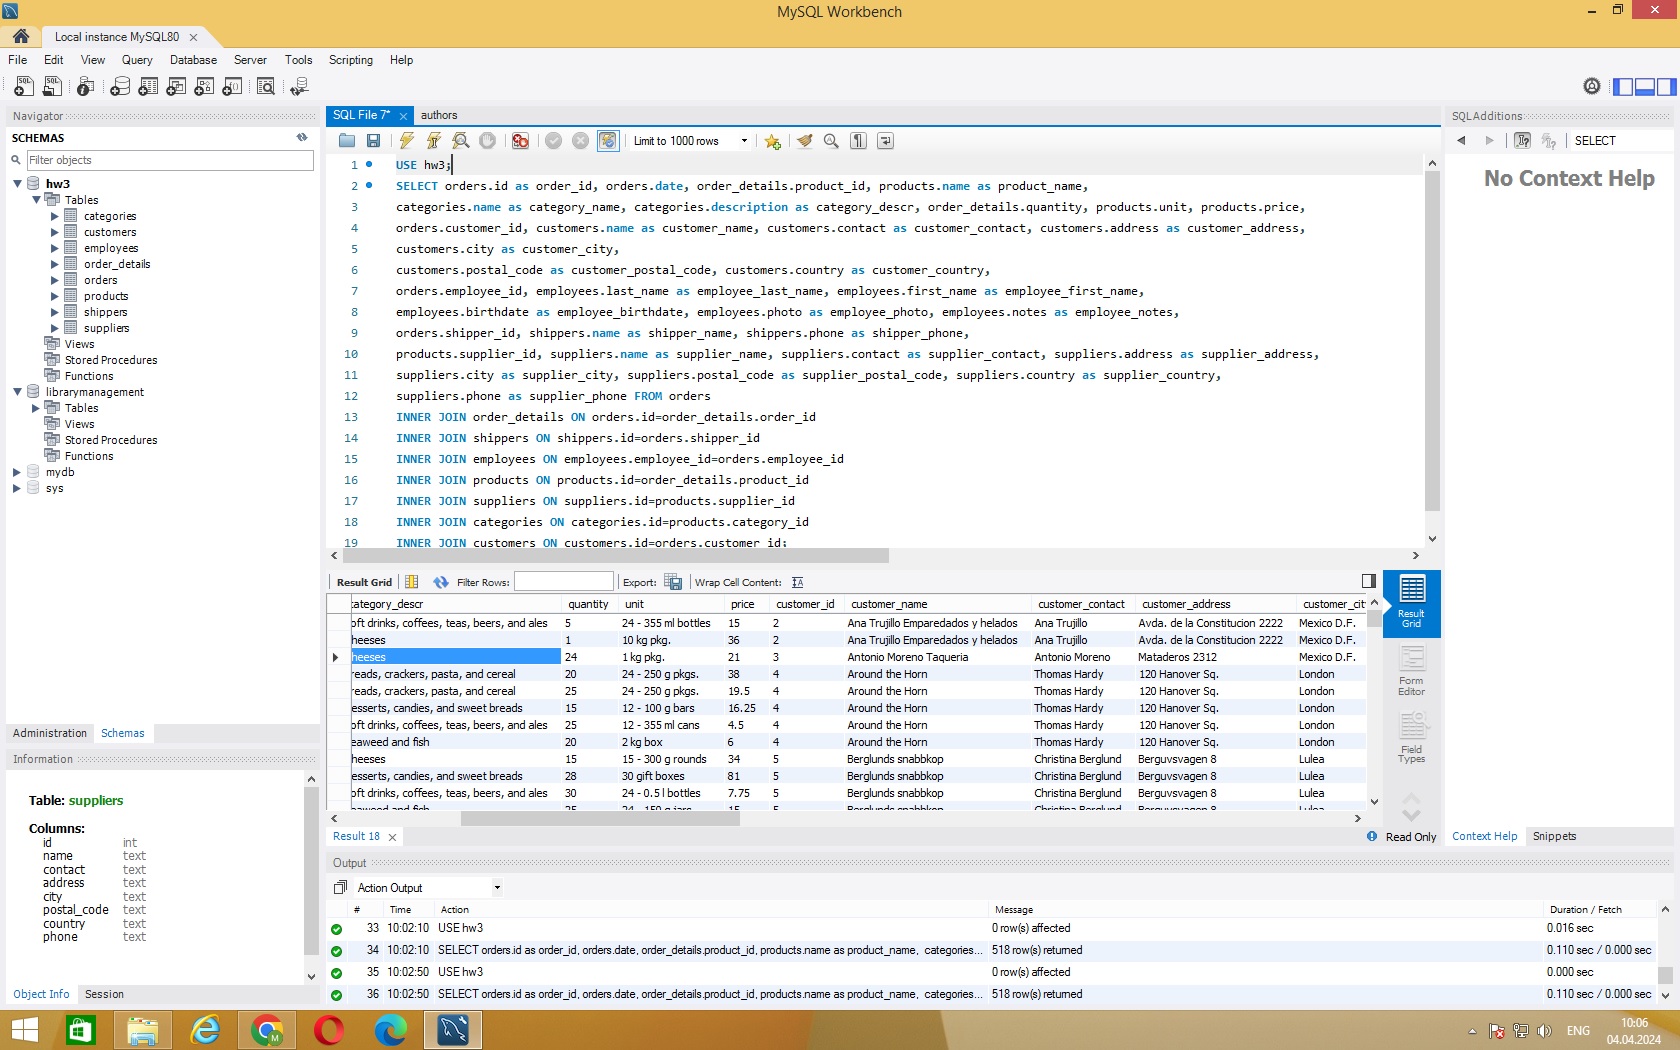 MySQL Workbench
Local instance MySQL80
File Edit View Query Database Server Tools Scripting Help
Navigator
SCHEMAS
Filter objects
hw3
Tables
categories
customers
employees
order_details
orders
products
shippers
suppliers
Views
Stored Procedures
Functions
librarymanagement
Tables
Views
Stored Procedures
Functions
mydb
sys
Administration Schemas
Information
Table: suppliers
Columns:
id int
name text
contact text
address text
city text
postal_code text
country text
phone text
Object Info Session
SQL File 7* authors
Limit to 1000 rows
1 USE hw3;
2 SELECT orders.id as order_id, orders.date, order_details.product_id, products.name as product_name,
3 categories.name as category_name, categories.description as category_descr, order_details.quantity, products.unit, products.price,
4 orders.customer_id, customers.name as customer_name, customers.contact as customer_contact, customers.address as customer_address,
5 customers.city as customer_city,
6 customers.postal_code as customer_postal_code, customers.country as customer_country,
7 orders.employee_id, employees.last_name as employee_last_name, employees.first_name as employee_first_name,
8 employees.birthdate as employee_birthdate, employees.photo as employee_photo, employees.notes as employee_notes,
9 orders.shipper_id, shippers.name as shipper_name, shippers.phone as shipper_phone,
10 products.supplier_id, suppliers.name as supplier_name, suppliers.contact as supplier_contact, suppliers.address as supplier_address,
11 suppliers.city as supplier_city, suppliers.postal_code as supplier_postal_code, suppliers.country as supplier_country,
12 suppliers.phone as supplier_phone FROM orders
13 INNER JOIN order_details ON orders.id=order_details.order_id
14 INNER JOIN shippers ON shippers.id=orders.shipper_id
15 INNER JOIN employees ON employees.employee_id=orders.employee_id
16 INNER JOIN products ON products.id=order_details.product_id
17 INNER JOIN suppliers ON suppliers.id=products.supplier_id
18 INNER JOIN categories ON categories.id=products.category_id
19 INNER JOIN customers ON customers.id=orders.customer_id;
Result Grid Filter Rows: Export: Wrap Cell Content:
ategory_descr quantity unit price customer_id customer_name customer_contact customer_address customer_cit
oft drinks, coffees, teas, beers, and ales 5 24 - 355 ml bottles 15 2 Ana Trujillo Emparedados y helados Ana Trujillo Avda. de la Constitucion 2222 Mexico D.F.
heeses 1 10 kg pkg. 36 2 Ana Trujillo Emparedados y helados Ana Trujillo Avda. de la Constitucion 2222 Mexico D.F.
heeses 24 1 kg pkg. 21 3 Antonio Moreno Taqueria Antonio Moreno Mataderos 2312 Mexico D.F.
reads, crackers, pasta, and cereal 20 24 - 250 g pkgs. 38 4 Around the Horn Thomas Hardy 120 Hanover Sq. London
reads, crackers, pasta, and cereal 25 24 - 250 g pkgs. 19.5 4 Around the Horn Thomas Hardy 120 Hanover Sq. London
esserts, candies, and sweet breads 15 12 - 100 g bars 16.25 4 Around the Horn Thomas Hardy 120 Hanover Sq. London
oft drinks, coffees, teas, beers, and ales 25 12 - 355 ml cans 4.5 4 Around the Horn Thomas Hardy 120 Hanover Sq. London
eaweed and fish 20 2 kg box 6 4 Around the Horn Thomas Hardy 120 Hanover Sq. London
heeses 15 15 - 300 g rounds 34 5 Berglunds snabbkop Christina Berglund Berguvsvagen 8 Lulea
esserts, candies, and sweet breads 28 30 gift boxes 81 5 Berglunds snabbkop Christina Berglund Berguvsvagen 8 Lulea
oft drinks, coffees, teas, beers, and ales 30 24 - 0.5 l bottles 7.75 5 Berglunds snabbkop Christina Berglund Berguvsvagen 8 Lulea
eaweed and fish 25 24 - 150 g jars 15 5 Berglunds snabbkop Christina Berglund Berguvsvagen 8 Lulea
Result Grid
Form Editor
Field Types
Result 18
Read Only
SQLAdditions
SELECT
No Context Help
Context Help Snippets
Output
Action Output
# Time Action Message Duration / Fetch
33 10:02:10 USE hw3 0 row(s) affected 0.016 sec
34 10:02:10 SELECT orders.id as order_id, orders.date, order_details.product_id, products.name as product_name, categories... 518 row(s) returned 0.110 sec / 0.000 sec
35 10:02:50 USE hw3 0 row(s) affected 0.000 sec
36 10:02:50 SELECT orders.id as order_id, orders.date, order_details.product_id, products.name as product_name, categories... 518 row(s) returned 0.110 sec / 0.000 sec
ENG
10:06
04.04.2024